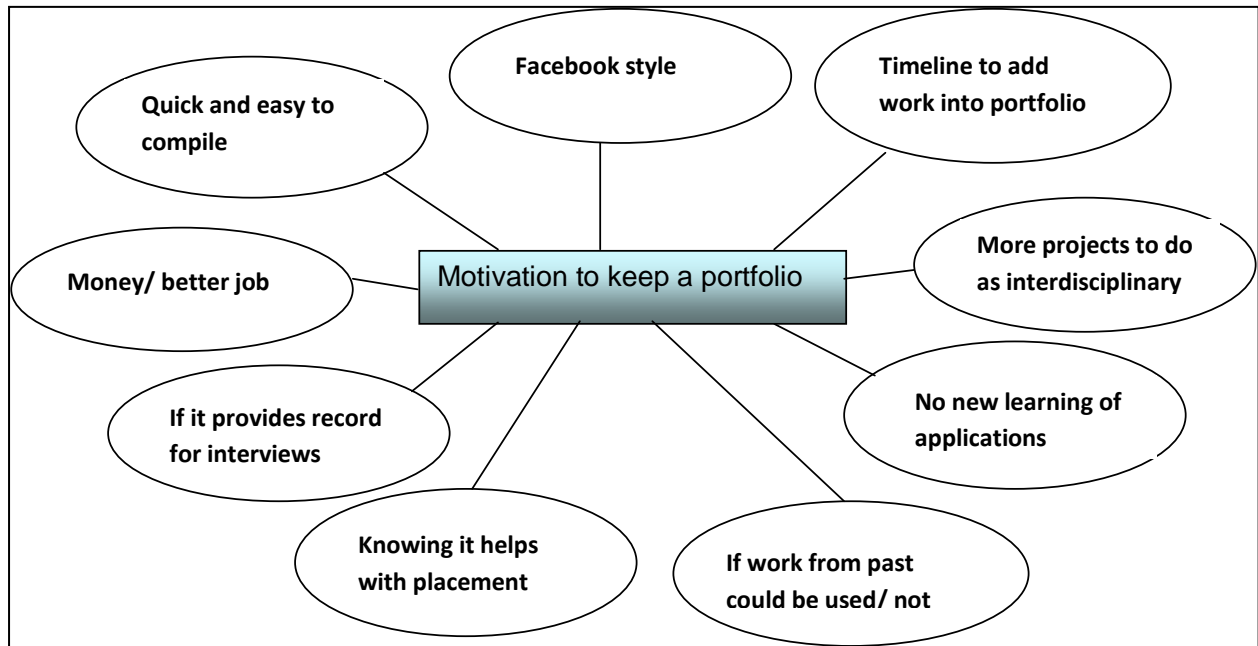 Facebook style
Timeline to add
work into portfolio
Quick and easy to
compile
More projects to do
as interdisciplinary
Money/ better job
Motivation to keep a portfolio
No new learning of
applications
If it provides record
for interviews
Knowing it helps
with placement
If work from past
could be used/ not